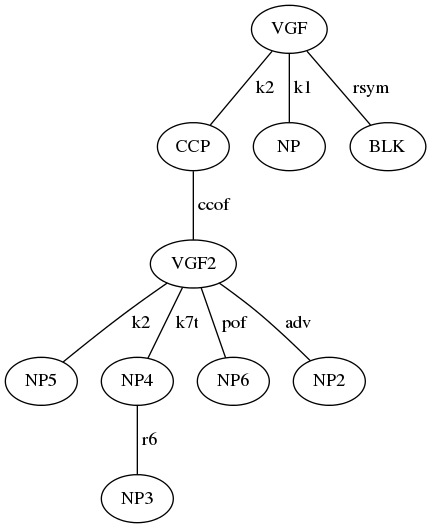 VGF
k2 k1 rsym
CCP NP BLK
ccof
VGF2
k2 k7t pof adv
NP5 NP4 NP6 NP2
r6
NP3